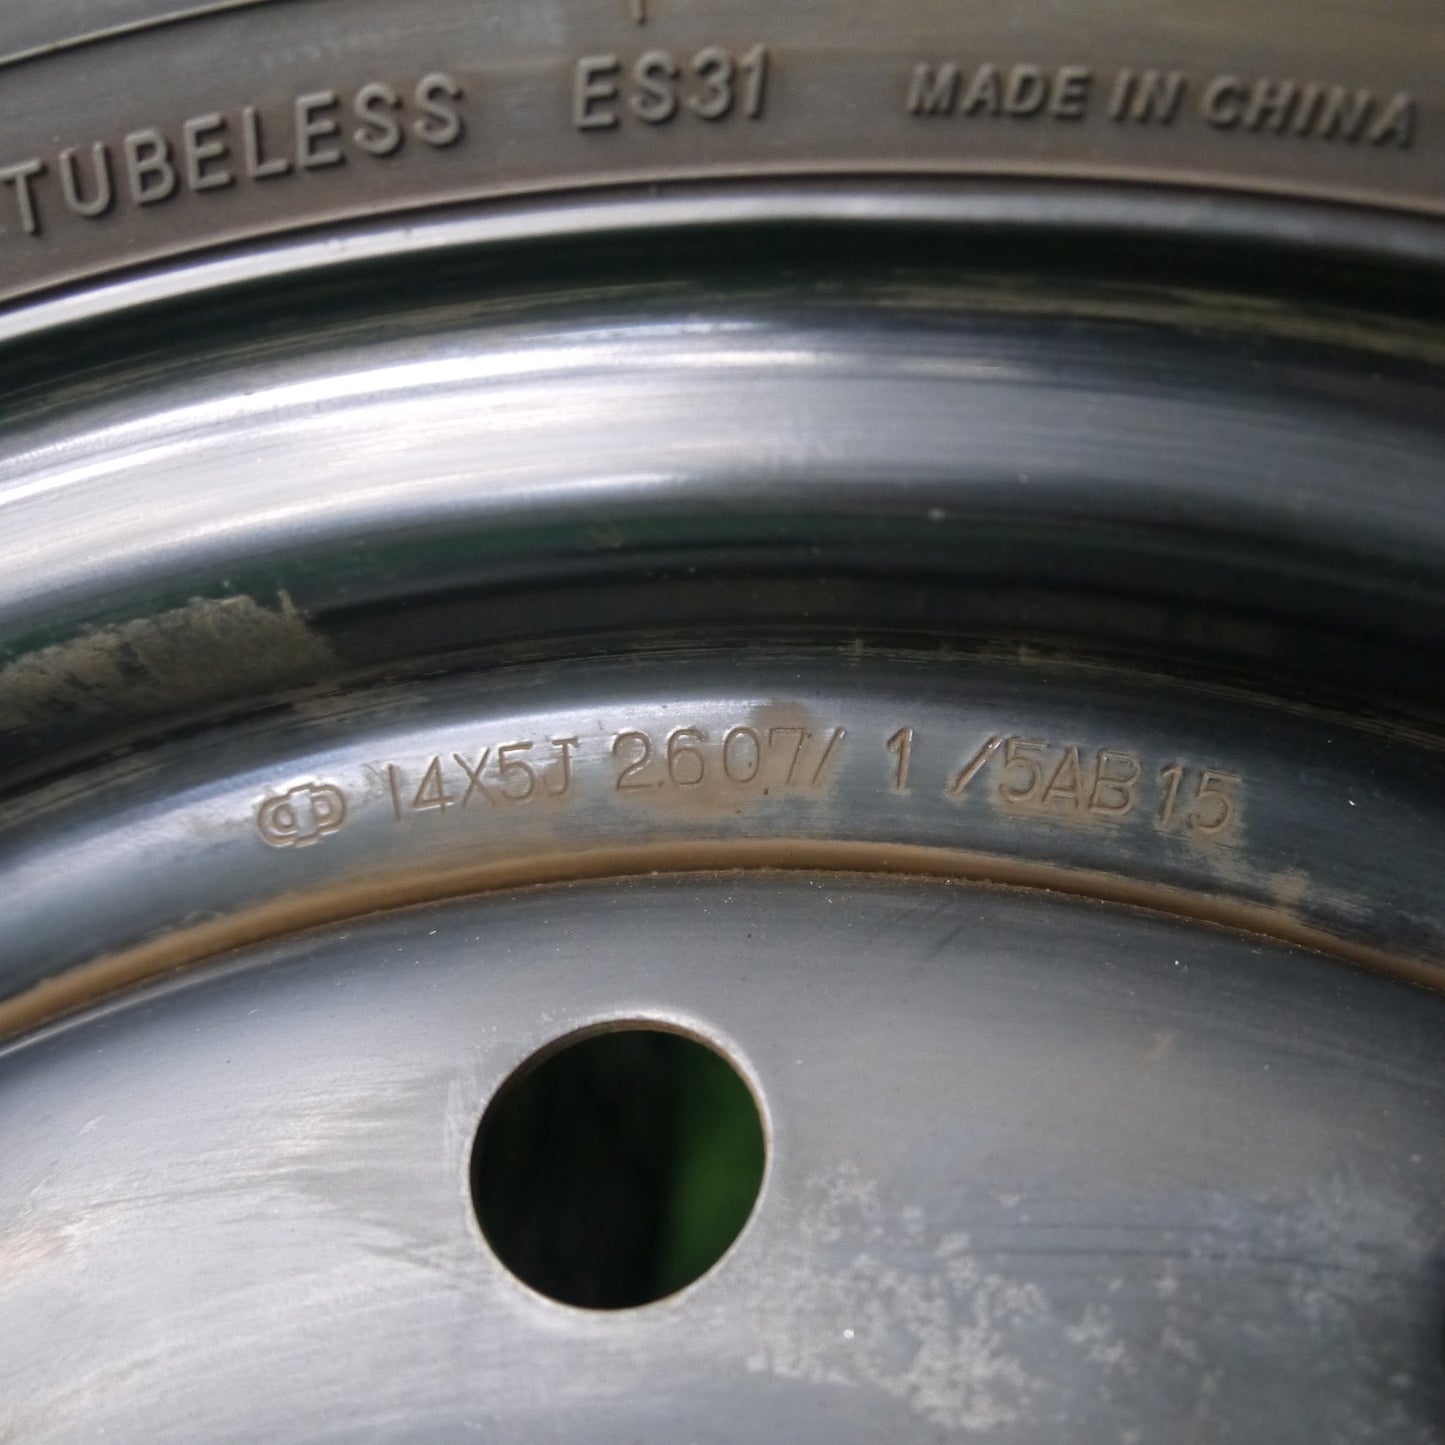 TUBELESS ES31 MADE IN CHINA
14X5J 2607/ 1 /5AB15